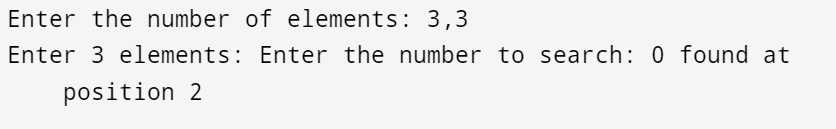 Enter the number of elements: 3,3
Enter 3 elements: Enter the number to search: 0 found at
position 2